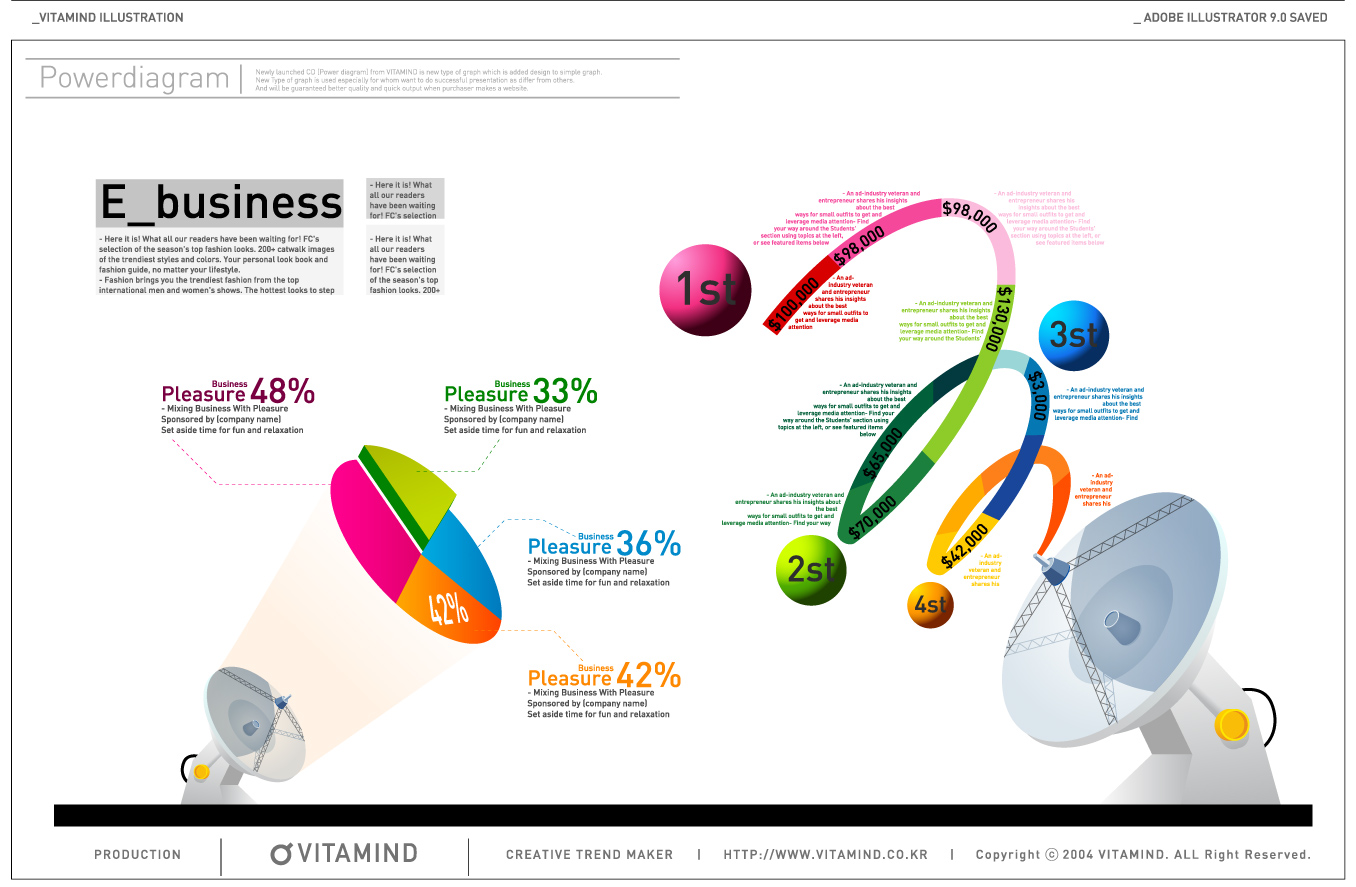 _VITAMIND ILLUSTRATION
_ ADOBE ILLUSTRATOR 9.0 SAVED
Powerdiagram
Newly launched CD (Power diagram) from VITAMIND is new type of graph which is added design to simple graph.
New Type of graph is used especially for whom want to do successful presentation as differ from others.
And will be guaranteed better quality and quick output when purchaser makes a website.
E_business
- Here it is! What all our readers have been waiting for! FC's
selection of the season's top fashion looks. 200+ catwalk images
of the trendiest styles and colors. Your personal look book and
fashion guide, no matter your lifestyle.
- Fashion brings you the trendiest fashion from the top
international men and women's shows. The hottest looks to step
- Here it is! What
all our readers
have been waiting
for! FC's selection
- Here it is! What
all our readers
have been waiting
for! FC's selection
of the season's top
fashion looks. 200+
Business
Pleasure 48%
- Mixing Business With Pleasure
Sponsored by (company name)
Set aside time for fun and relaxation
Business
Pleasure 33%
- Mixing Business With Pleasure
Sponsored by (company name)
Set aside time for fun and relaxation
Business
Pleasure 36%
- Mixing Business With Pleasure
Sponsored by (company name)
Set aside time for fun and relaxation
42%
Business
Pleasure 42%
- Mixing Business With Pleasure
Sponsored by (company name)
Set aside time for fun and relaxation
- An ad-industry veteran and
entrepreneur shares his insights
about the best
ways for small outfits to get and
leverage media attention- Find
your way around the Students'
section using topics at the left,
or see featured items below
$98,000
$98,000
- An ad-industry veteran and
entrepreneur shares his
insights about the best
ways for small outfits to get and
leverage media attention- Find
your way around the Students'
section using topics at the left, or
see featured items below
1st
$100,000
- An ad-
industry veteran
and entrepreneur
shares his insights
about the best
ways for small outfits to
get and leverage media
attention
- An ad-industry veteran and
entrepreneur shares his insights
about the best
ways for small outfits to get and
leverage media attention- Find
your way around the Students'
$130,000
3st
$3,000
- An ad-industry veteran and
entrepreneur shares his insights
about the best
ways for small outfits to get and
leverage media attention- Find
- An ad-industry veteran and
entrepreneur shares his insights
about the best
ways for small outfits to get and
leverage media attention- Find your
way around the Students' section using
topics at the left, or see featured items
below
$65,000
- An ad-industry veteran and
entrepreneur shares his insights about
the best
ways for small outfits to get and
leverage media attention- Find your way
$70,000
2st
- An ad-
industry
veteran and
entrepreneur
shares his
$42,000
- An ad-
industry
veteran and
entrepreneur
shares his
4st
PRODUCTION
VITAMIND
CREATIVE TREND MAKER | HTTP://WWW.VITAMIND.CO.KR | Copyright ⓒ 2004 VITAMIND. ALL Right Reserved.